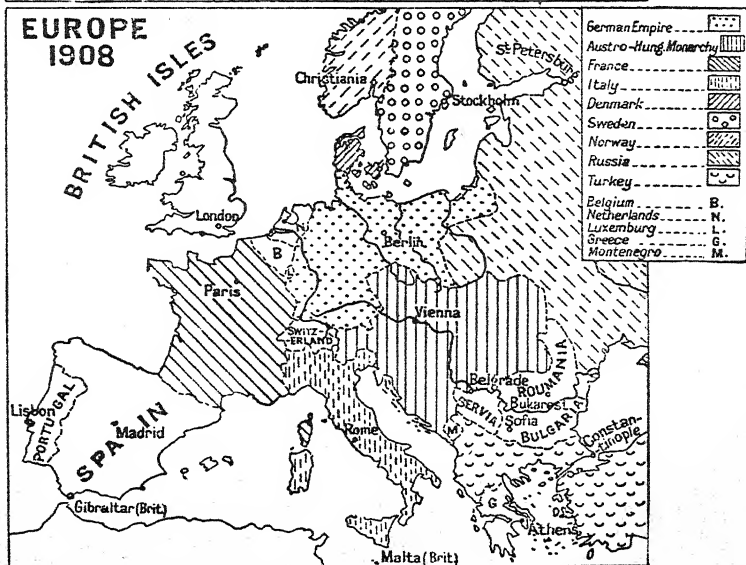 EUROPE
1908
BRITISH ISLES
Christiania
St Petersburg
Stockholm
London
N
B
Berlin
Paris
Vienna
SWITZ-
ERLAND
Belgrade
ROUMANIA
Bukarest
SERVIA
Sofia
BULGARIA
M
Constan-
tinople
Lisbon
PORTUGAL
SPAIN
Madrid
Rome
Gibraltar (Brit.)
G
Athens
Malta (Brit.)
German Empire
Austro-Hung. Monarchy
France
Italy
Denmark
Sweden
Norway
Russia
Turkey
Belgium B.
Netherlands N.
Luxemburg L.
Greece G.
Montenegro M.